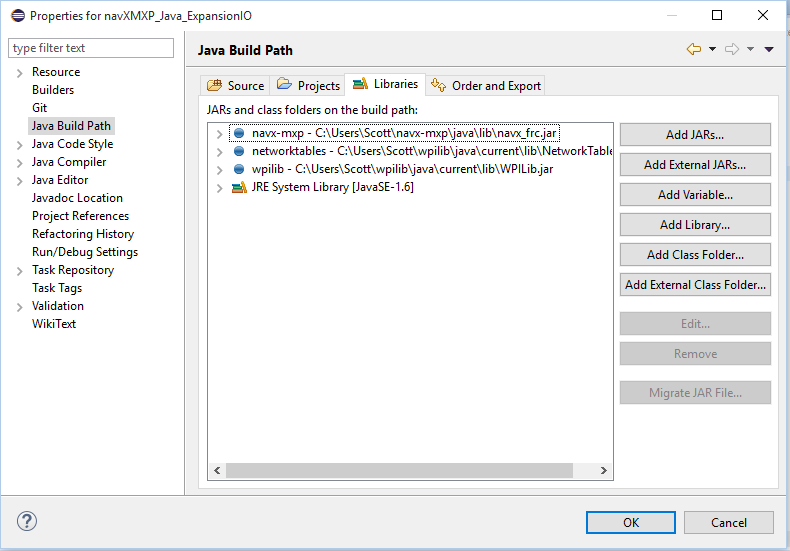 Properties for navXMXP_Java_ExpansionIO
type filter text
Resource
Builders
Git
Java Build Path
Java Code Style
Java Compiler
Java Editor
Javadoc Location
Project References
Refactoring History
Run/Debug Settings
Task Repository
Task Tags
Validation
WikiText
Java Build Path
Source
Projects
Libraries
Order and Export
JARs and class folders on the build path:
navx-mxp - C:\Users\Scott\navx-mxp\java\lib\navx_frc.jar
networktables - C:\Users\Scott\wpilib\java\current\lib\NetworkTable
wpilib - C:\Users\Scott\wpilib\java\current\lib\WPILib.jar
JRE System Library [JavaSE-1.6]
Add JARs...
Add External JARs...
Add Variable...
Add Library...
Add Class Folder...
Add External Class Folder...
Edit...
Remove
Migrate JAR File...
?
OK
Cancel